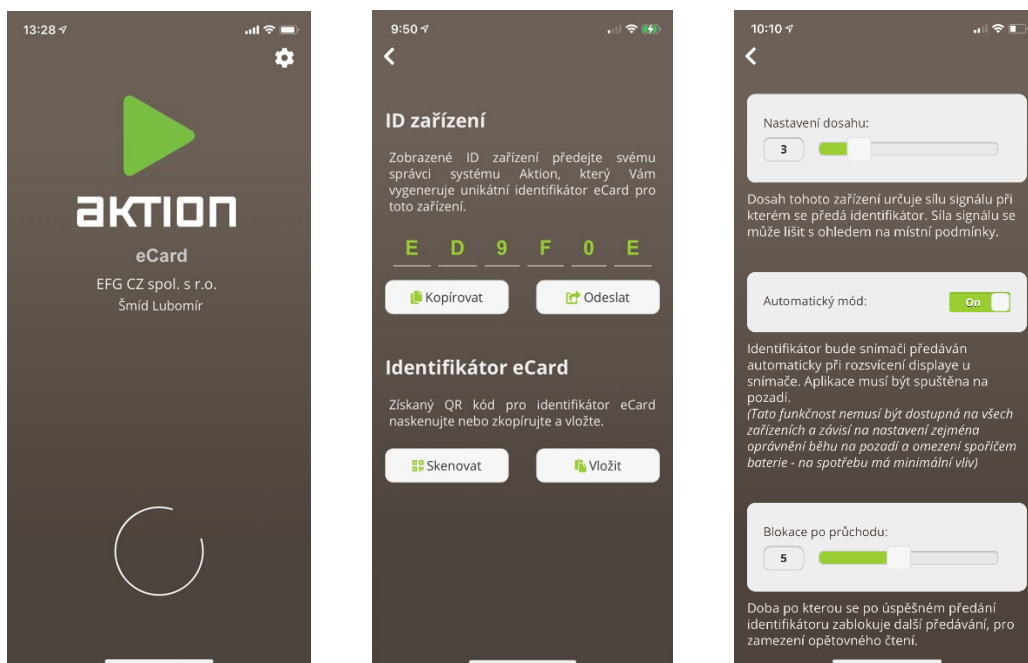 13:28
aktion
eCard
EFG CZ spol. s r.o.
Šmíd Lubomír
9:50
ID zařízení
Zobrazené ID zařízení předejte svému
správci systému Aktion, který Vám
vygeneruje unikátní identifikátor eCard pro
toto zařízení.
E D 9 F 0 E
Kopírovat
Odeslat
Identifikátor eCard
Získaný QR kód pro identifikátor eCard
naskenujte nebo zkopírujte a vložte.
Skenovat
Vložit
10:10
Nastavení dosahu:
3
Dosah tohoto zařízení určuje sílu signálu při
kterém se předá identifikátor. Síla signálu se
může lišit s ohledem na místní podmínky.
Automatický mód:
On
Identifikátor bude snímači předáván
automaticky při rozsvícení displaye u
snímače. Aplikace musí být spuštěna na
pozadí.
(Tato funkčnost nemusí být dostupná na všech
zařízeních a závisí na nastavení zejména
oprávnění běhu na pozadí a omezení spořičem
baterie - na spotřebu má minimální vliv)
Blokace po průchodu:
5
Doba po kterou se po úspěšném předání
identifikátoru zablokuje další předávání, pro
zamezení opětovného čtení.